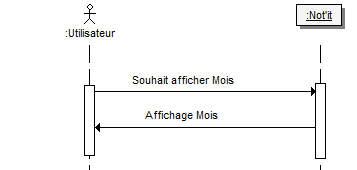 :Utilisateur
:Not'it
Souhait afficher Mois
Affichage Mois